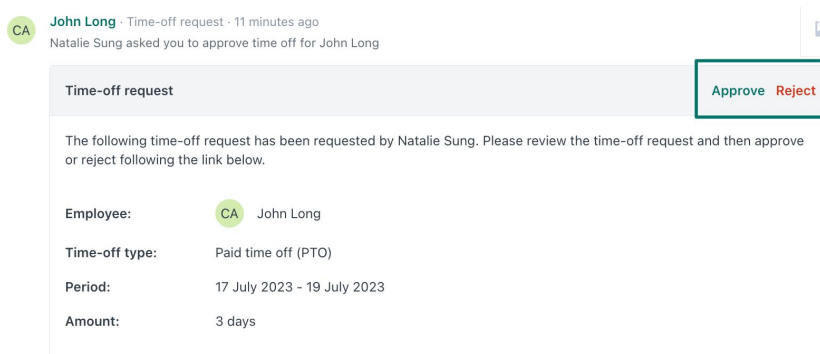 CA
John Long · Time-off request · 11 minutes ago
Natalie Sung asked you to approve time off for John Long
Time-off request Approve Reject
The following time-off request has been requested by Natalie Sung. Please review the time-off request and then approve
or reject following the link below.
Employee: CA John Long
Time-off type: Paid time off (PTO)
Period: 17 July 2023 - 19 July 2023
Amount: 3 days